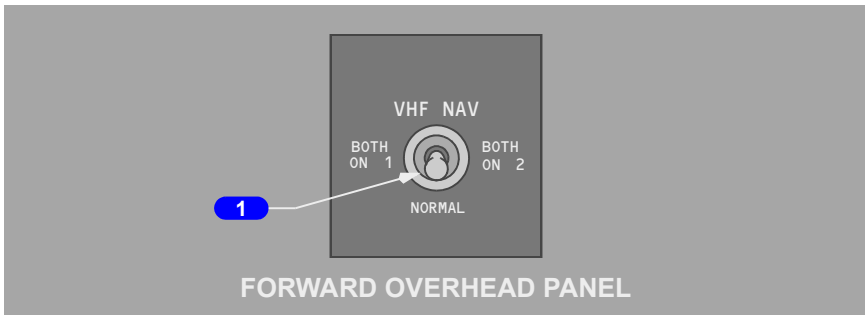 VHF NAV
BOTH
ON 1
BOTH
ON 2
NORMAL
1
FORWARD OVERHEAD PANEL